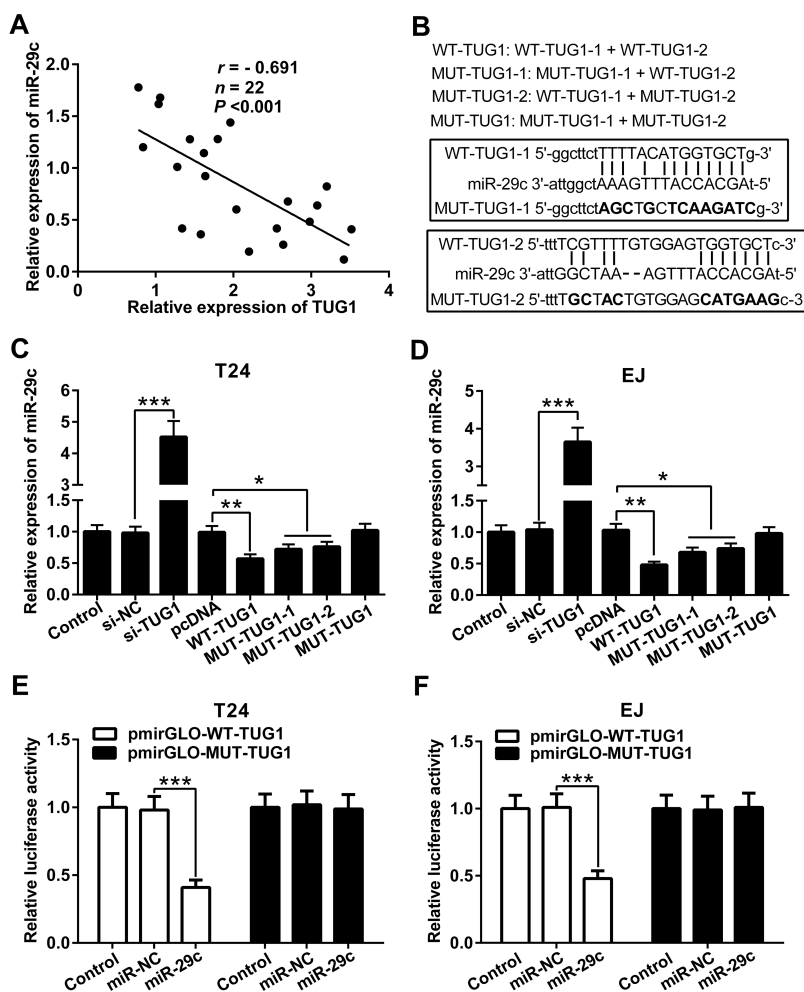 A
r = - 0.691
n = 22
P <0.001
Relative expression of miR-29c
2.0
1.5
1.0
0.5
0.0
0 1 2 3 4
Relative expression of TUG1
B
WT-TUG1: WT-TUG1-1 + WT-TUG1-2
MUT-TUG1-1: MUT-TUG1-1 + WT-TUG1-2
MUT-TUG1-2: WT-TUG1-1 + MUT-TUG1-2
MUT-TUG1: MUT-TUG1-1 + MUT-TUG1-2
WT-TUG1-1 5'-ggcttctTTTTACATGGTGCTg-3'
miR-29c 3'-attggctAAAGTTTACCACGAt-5'
MUT-TUG1-1 5'-ggcttctAGCTGCTCAAGATCg-3'
WT-TUG1-2 5'-tttTCGTTTTGTGGAGTGGTGCTc-3'
miR-29c 3'-attGGCTAA--AGTTTACCACGAt-5'
MUT-TUG1-2 5'-tttTGCTACTGTGGAGCATGAAGc-3
C
T24
Relative expression of miR-29c
6
5
4
3
1.5
1.0
0.5
0.0
***
**
*
Control si-NC si-TUG1 pcDNA WT-TUG1 MUT-TUG1-1 MUT-TUG1-2 MUT-TUG1
D
EJ
Relative expression of miR-29c
5
4
3
1.5
1.0
0.5
0.0
***
**
*
Control si-NC si-TUG1 pcDNA WT-TUG1 MUT-TUG1-1 MUT-TUG1-2 MUT-TUG1
E
T24
pmirGLO-WT-TUG1
pmirGLO-MUT-TUG1
Relative luciferase activity
1.5
1.0
0.5
0.0
***
Control miR-NC miR-29c Control miR-NC miR-29c
F
EJ
pmirGLO-WT-TUG1
pmirGLO-MUT-TUG1
Relative luciferase activity
1.5
1.0
0.5
0.0
***
Control miR-NC miR-29c Control miR-NC miR-29c